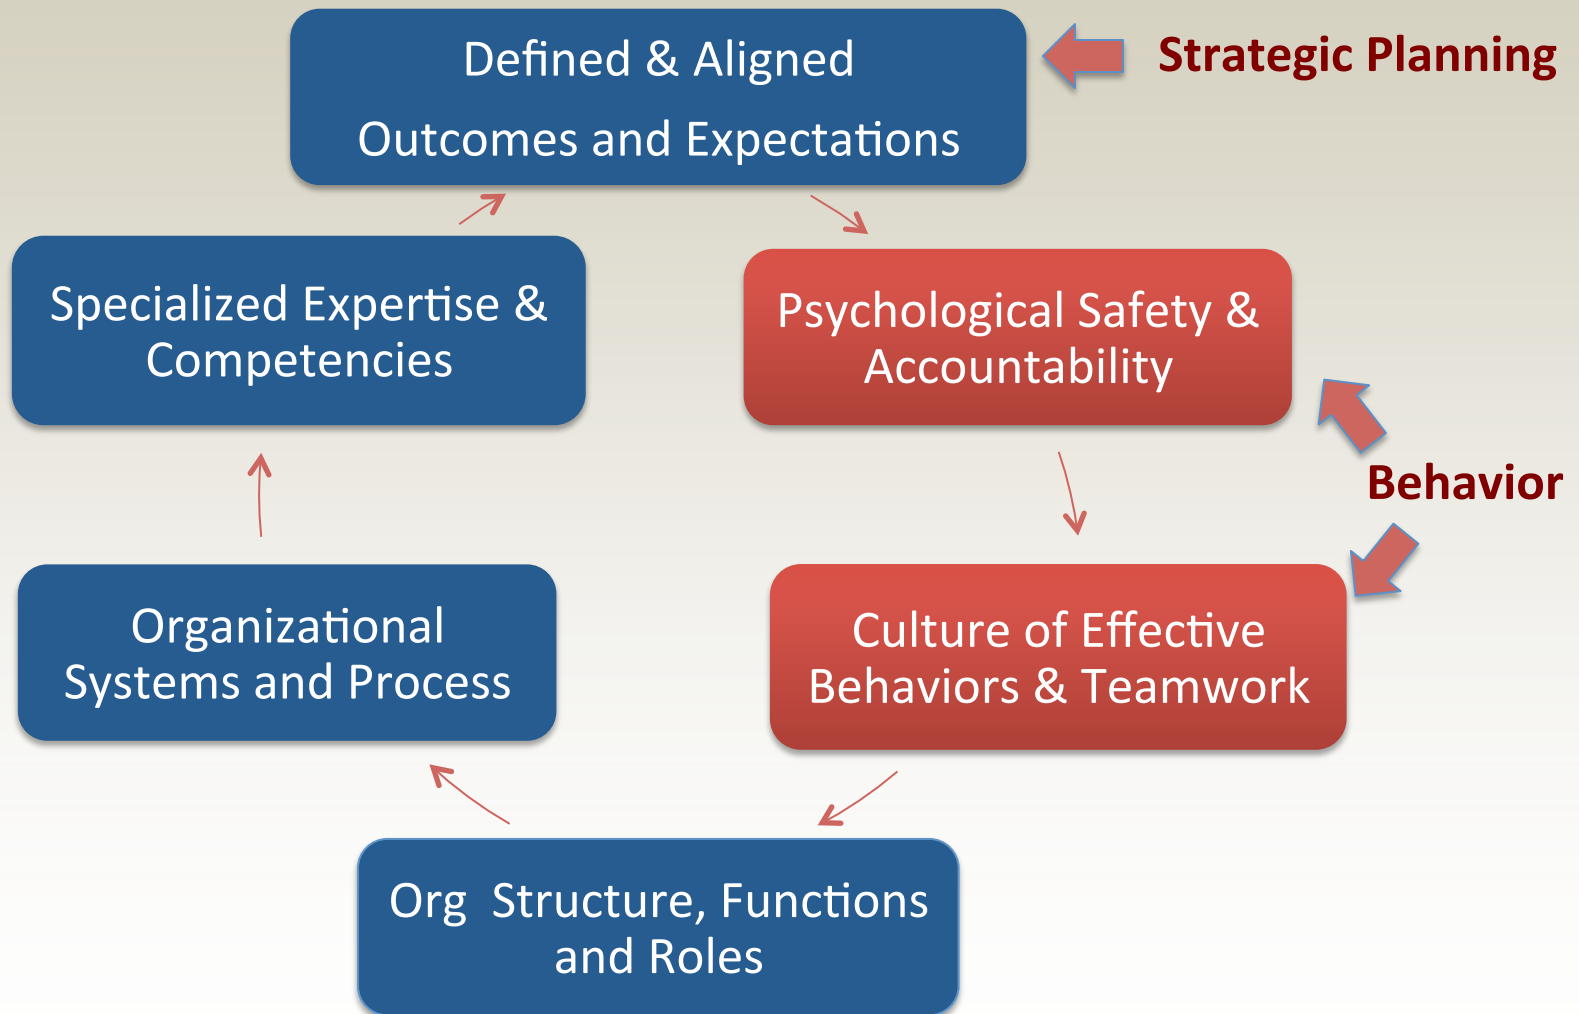 Defined & Aligned
Outcomes and Expectations
Strategic Planning
Specialized Expertise &
Competencies
Psychological Safety &
Accountability
Behavior
Organizational
Systems and Process
Culture of Effective
Behaviors & Teamwork
Org  Structure, Functions
and Roles